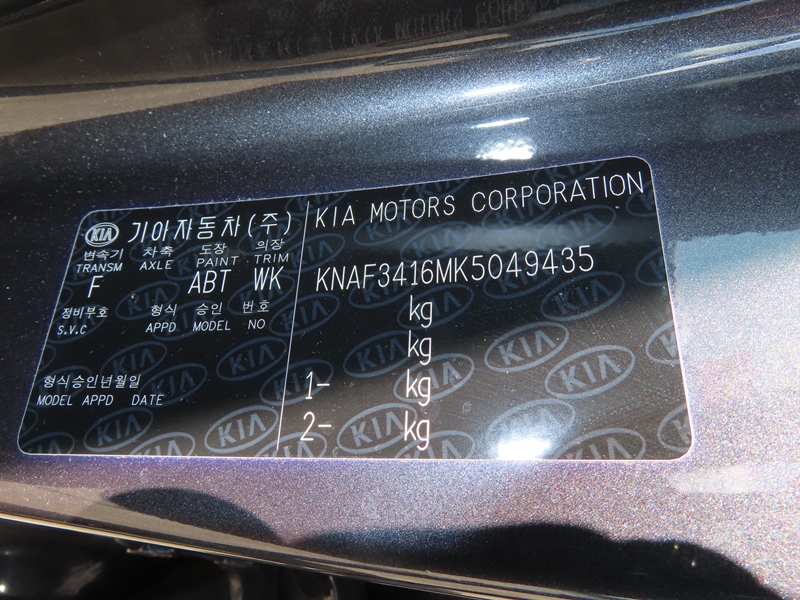 KIA 기아자동차(주)
변속기 차축 도장 의장
TRANSM AXLE PAINT TRIM
F ABT WK
정비부호 형식 승인 번호
S.V.C APPD MODEL NO
형식승인년월일
MODEL APPD DATE
KIA MOTORS CORPORATION
KNAF3416MK5049435
kg
kg
1- kg
2- kg